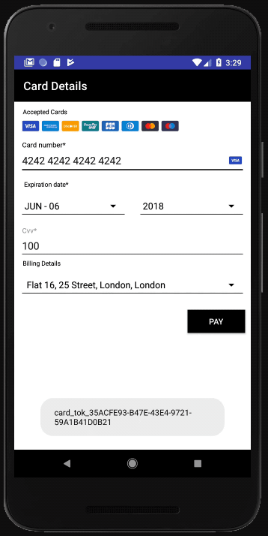 3:29
Card Details
Accepted Cards
VISA
Card number*
4242 4242 4242 4242
VISA
Expiration date*
JUN - 06
2018
Cvv*
100
Billing Details
Flat 16, 25 Street, London, London
PAY
card_tok_35ACFE93-B47E-43E4-9721-
59A1B41D0B21